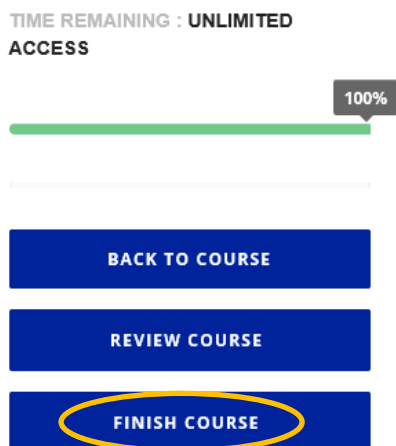 TIME REMAINING : UNLIMITED
ACCESS
100%
BACK TO COURSE
REVIEW COURSE
FINISH COURSE